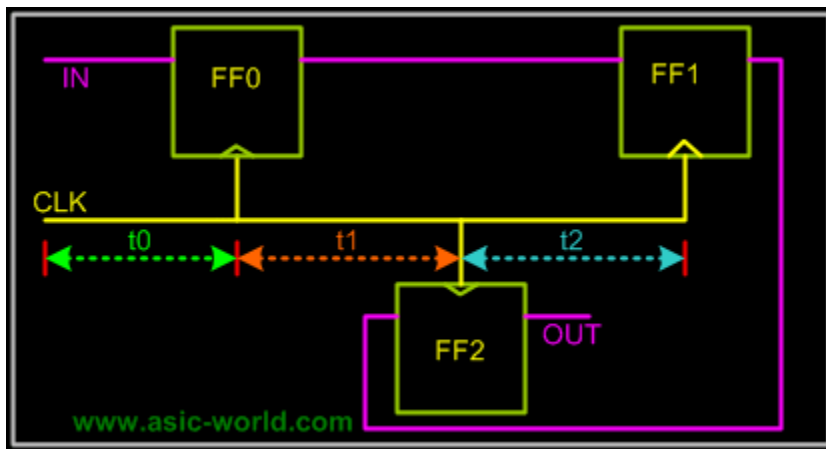 FF0
FF1
IN
CLK
t0
t1
t2
FF2
OUT
www.asic-world.com